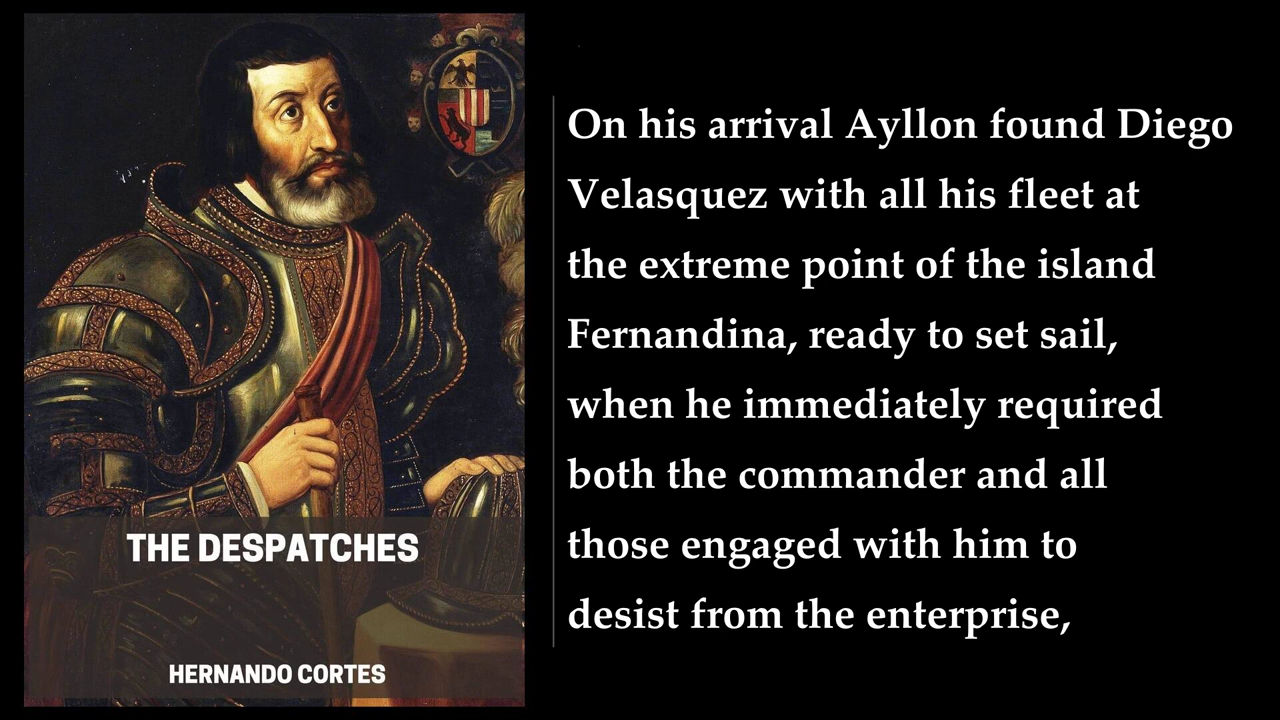 THE DESPATCHES
HERNANDO CORTES
On his arrival Ayllon found Diego
Velasquez with all his fleet at
the extreme point of the island
Fernandina, ready to set sail,
when he immediately required
both the commander and all
those engaged with him to
desist from the enterprise,